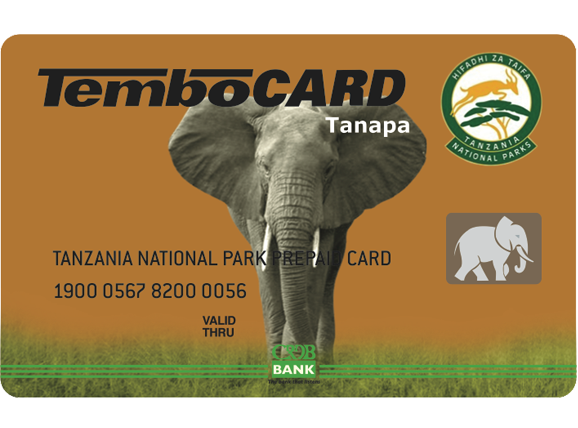 TemboCARD
Tanapa
HIFADHI ZA TAIFA
TANZANIA
NATIONAL PARKS
TANZANIA NATIONAL PARK PREPAID CARD
1900 0567 8200 0056
VALID
THRU
CRDB
BANK